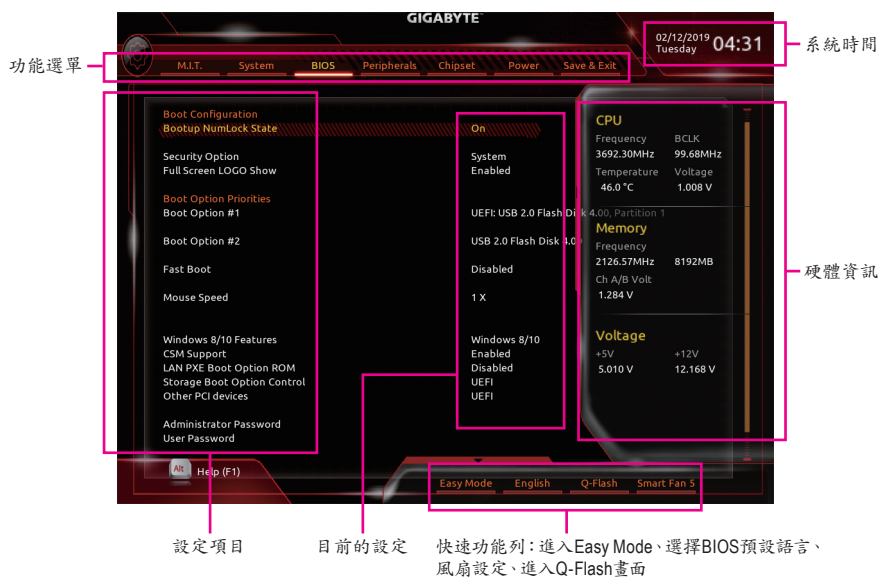 GIGABYTE™
02/12/2019
Tuesday
04:31
系統時間
功能選單
M.I.T. System BIOS Peripherals Chipset Power Save & Exit
Boot Configuration
Bootup NumLock State On
Security Option System
Full Screen LOGO Show Enabled
Boot Option Priorities
Boot Option #1 UEFI: USB 2.0 Flash Disk 4.00, Partition 1
Boot Option #2 USB 2.0 Flash Disk 4.0
Fast Boot Disabled
Mouse Speed 1 X
Windows 8/10 Features Windows 8/10
CSM Support Enabled
LAN PXE Boot Option ROM Disabled
Storage Boot Option Control UEFI
Other PCI devices UEFI
Administrator Password
User Password
CPU
Frequency BCLK
3692.30MHz 99.68MHz
Temperature Voltage
46.0 °C 1.008 V
Memory
Frequency
2126.57MHz 8192MB
Ch A/B Volt
1.284 V
Voltage
+5V +12V
5.010 V 12.168 V
硬體資訊
Alt Help (F1)
Easy Mode English Q-Flash Smart Fan 5
設定項目
目前的設定
快速功能列：進入Easy Mode、選擇BIOS預設語言、
風扇設定、進入Q-Flash畫面